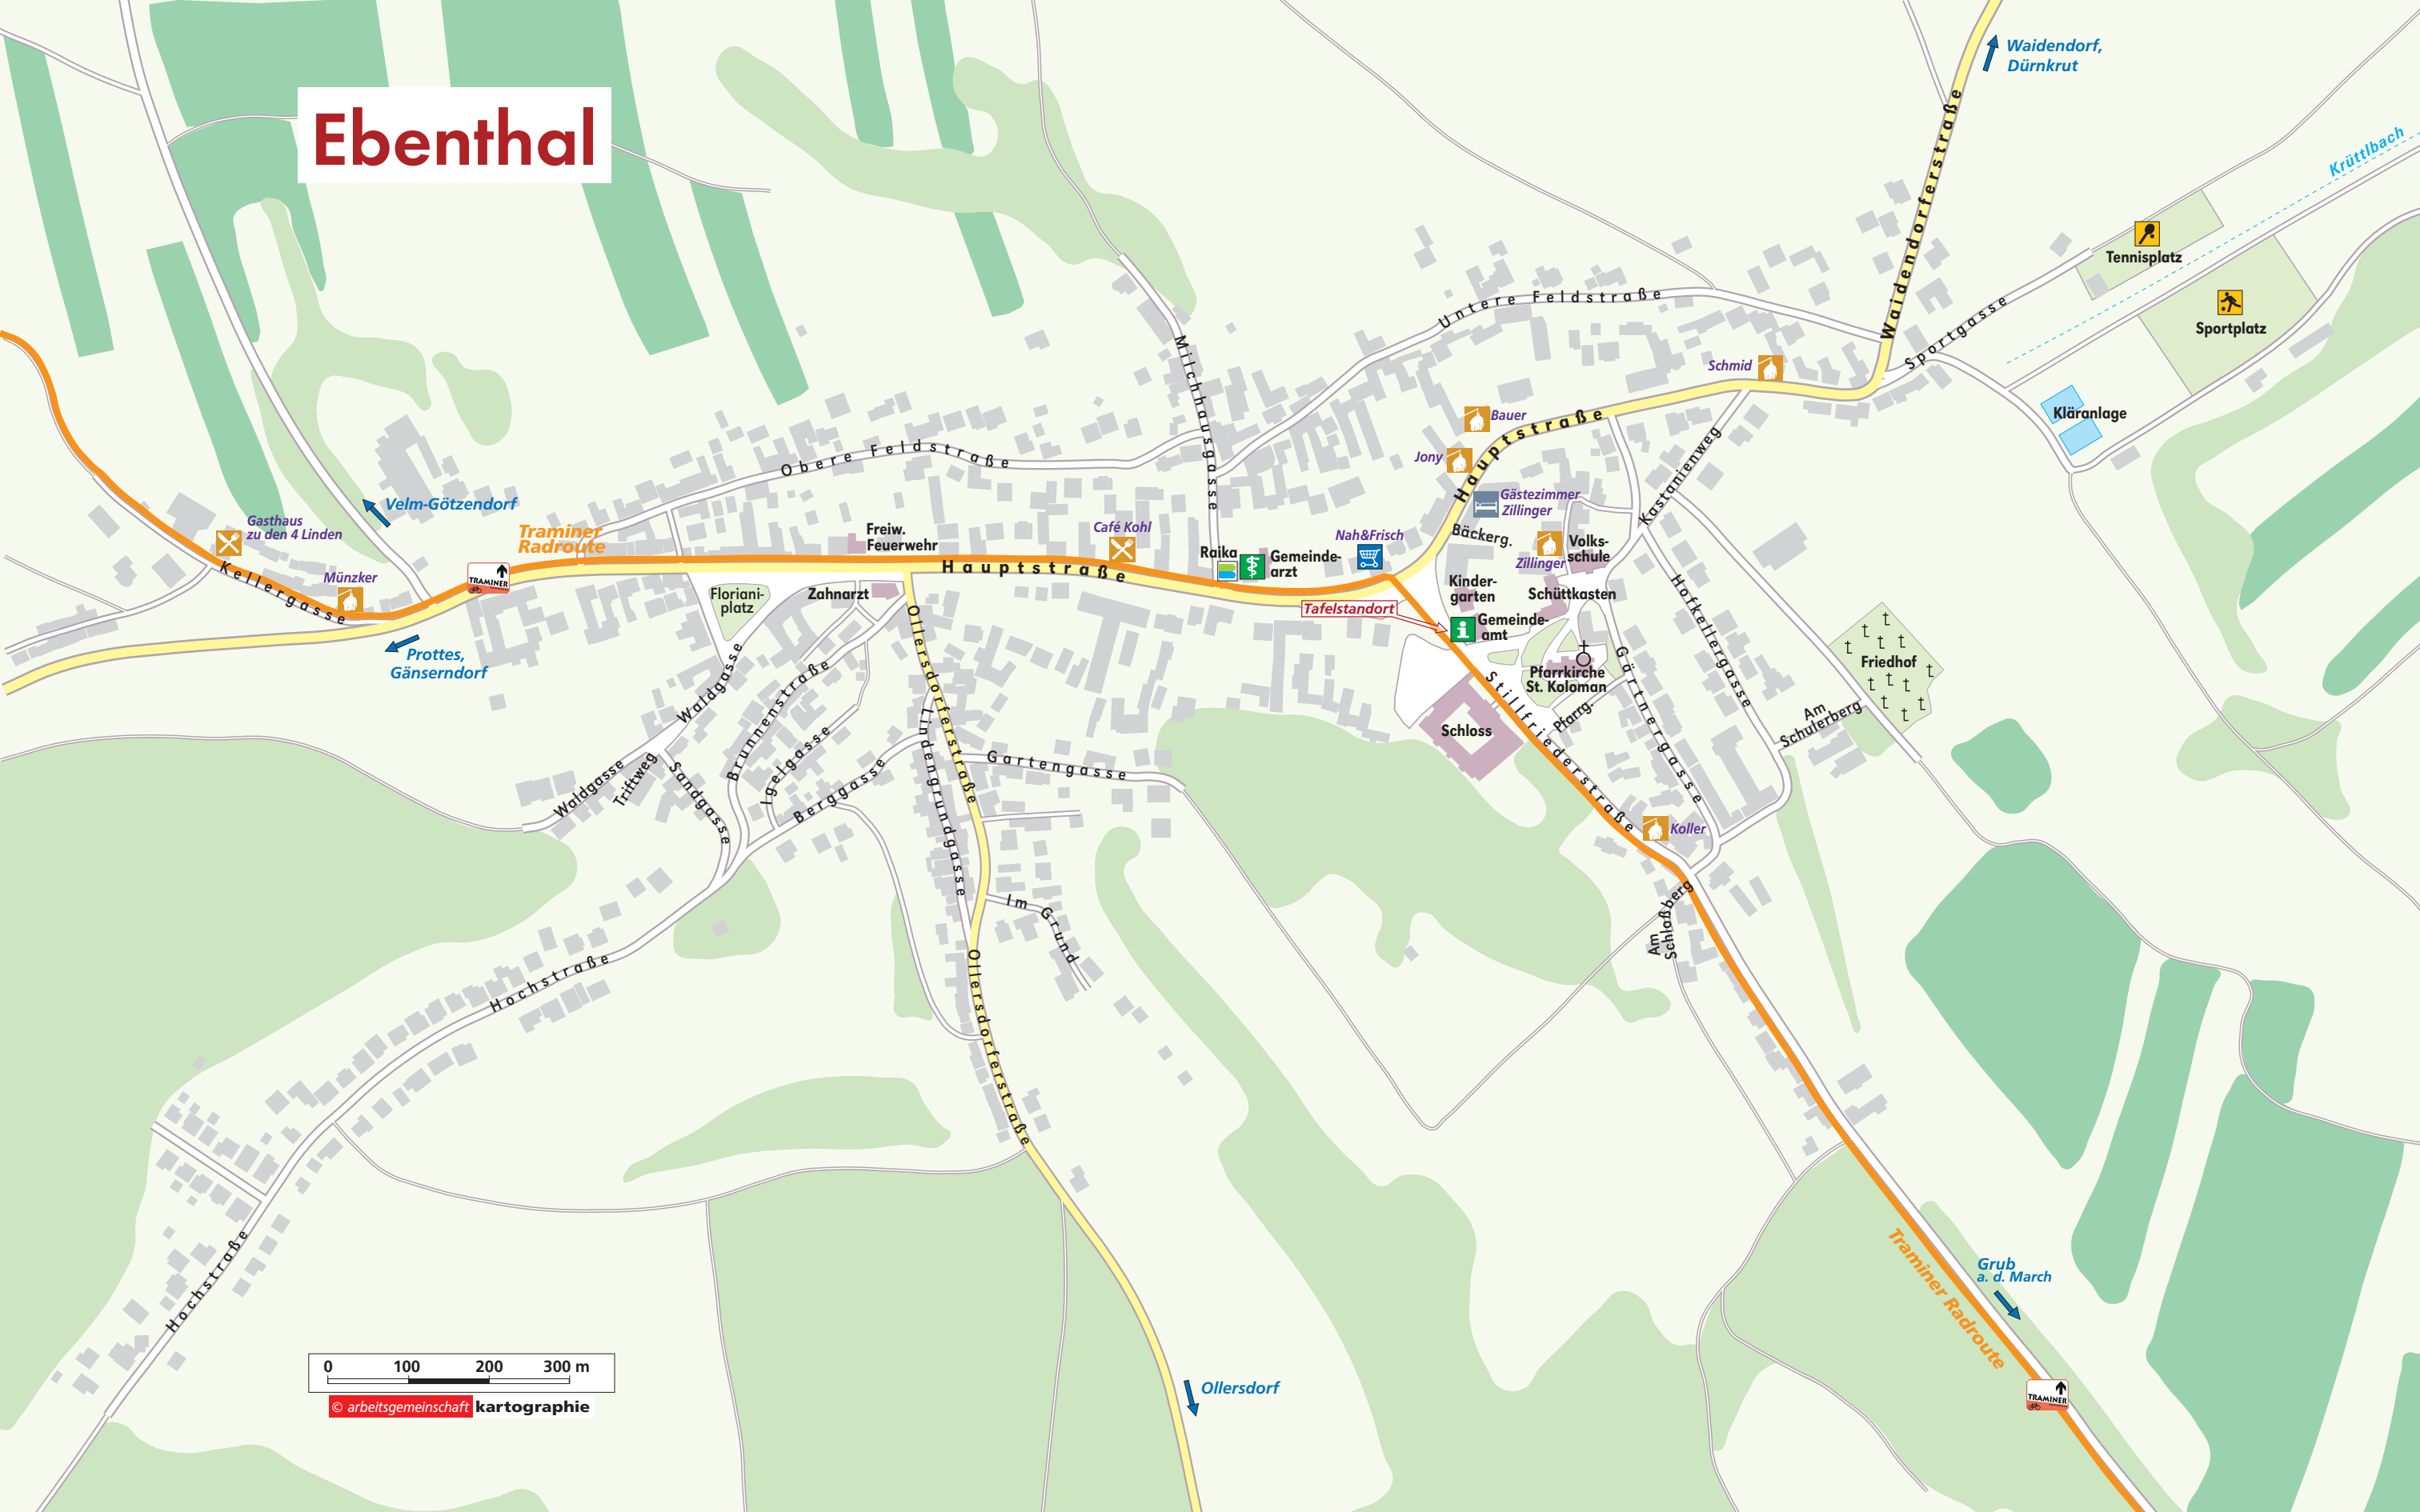 Ebenthal
Waidendorf,
Dürnkrut
Krüttlbach
Waidendorferstraße
Tennisplatz
Sportplatz
Sportgasse
Kläranlage
Untere Feldstraße
Milchhausgasse
Schmid
Bauer
Jony
Hauptstraße
Kastanienweg
Obere Feldstraße
Velm-Götzendorf
Gasthaus
zu den 4 Linden
Traminer
Radroute
Freiw.
Feuerwehr
Café Kohl
Raika
Gemeinde-
arzt
Nah&Frisch
Gästezimmer
Zillinger
Bäckerg.
Zillinger
Volks-
schule
Hauptstraße
Münzker
Kellergasse
TRAMINER
Floriani-
platz
Zahnarzt
Kinder-
garten
Schüttkasten
Tafelstandort
Gemeinde-
amt
Hofkellergasse
Friedhof
Prottes,
Gänserndorf
Pfarrkirche
St. Koloman
Gärtnergasse
Pfarrg.
Schloss
Stillfriederstraße
Am
Schulerberg
Waldgasse
Brunnenstraße
Ollersdorferstraße
Lindengrundgasse
Waldgasse
Triftweg
Sandgasse
Igelgasse
Berggasse
Gartengasse
Koller
Im Grund
Am
Schloßberg
Hochstraße
Ollersdorferstraße
Hochstraße
Traminer Radroute
Grub
a. d. March
TRAMINER
Ollersdorf
0 100 200 300 m
© arbeitsgemeinschaft kartographie